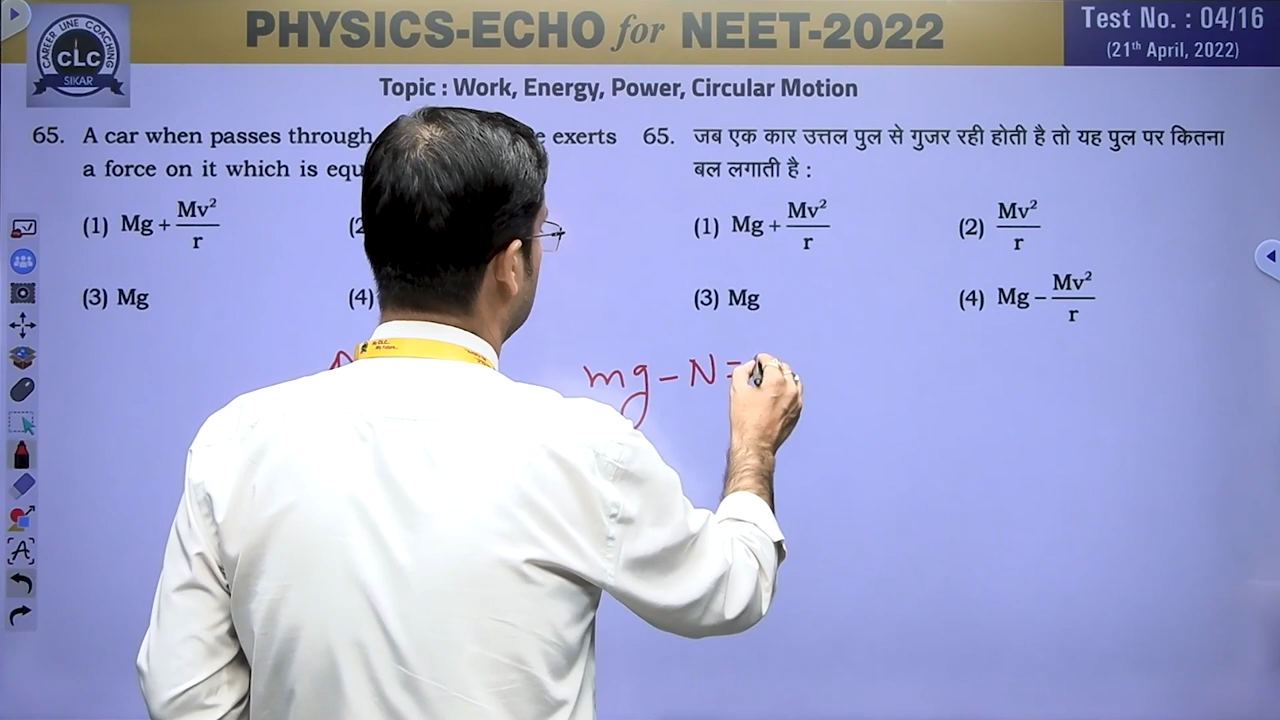 PHYSICS-ECHO for NEET-2022
Test No. : 04/16
(21th April, 2022)
CAREER LINE COACHING
CLC
SIKAR
Topic : Work, Energy, Power, Circular Motion
65. A car when passes through
e exerts
a force on it which is equ
(1) Mg + Mv²/r
(2
(3) Mg
(4)
65. जब एक कार उत्तल पुल से गुजर रही होती है तो यह पुल पर कितना
बल लगाती है :
(1) Mg + Mv²/r
(2) Mv²/r
(3) Mg
(4) Mg − Mv²/r
mg − N =